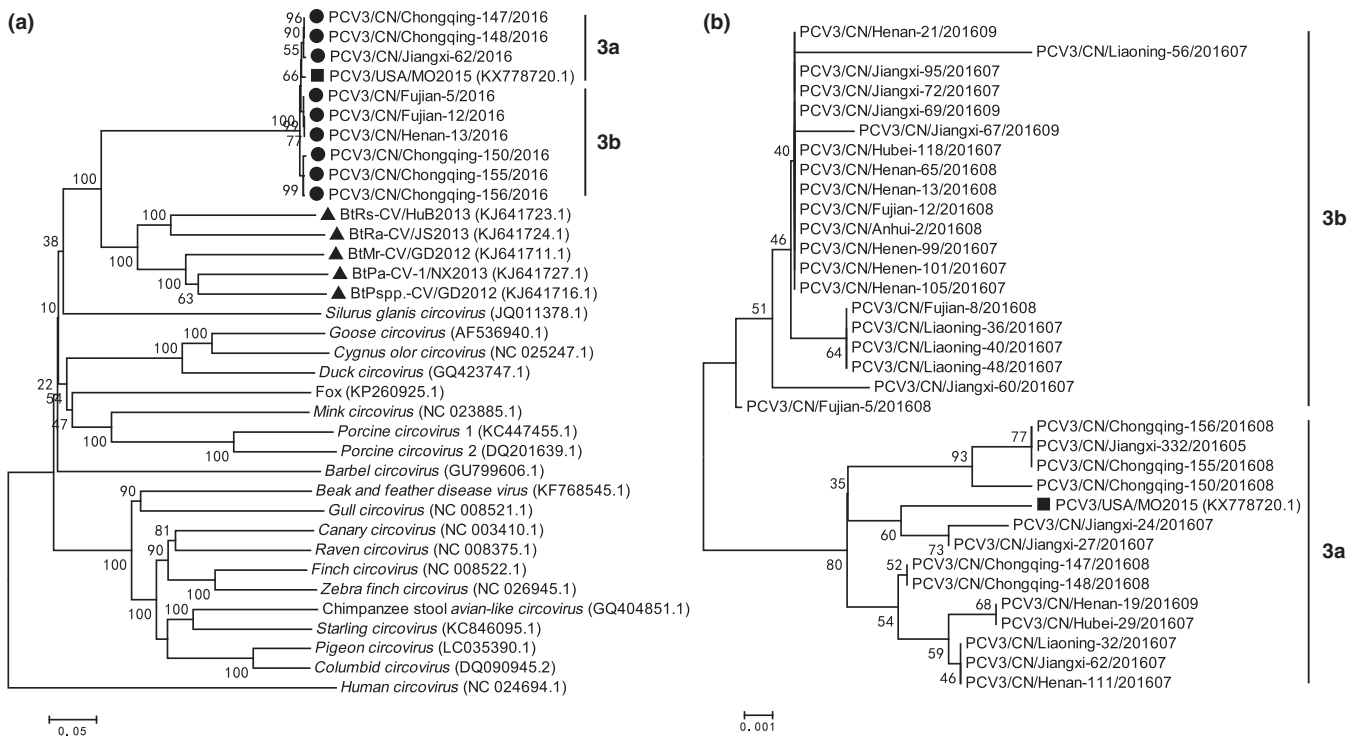 (a)
96
PCV3/CN/Chongqing-147/2016
90
PCV3/CN/Chongqing-148/2016
55
PCV3/CN/Jiangxi-62/2016
3a
66
PCV3/USA/MO2015 (KX778720.1)
PCV3/CN/Fujian-5/2016
100
PCV3/CN/Fujian-12/2016
99
77
PCV3/CN/Henan-13/2016
3b
PCV3/CN/Chongqing-150/2016
PCV3/CN/Chongqing-155/2016
99
PCV3/CN/Chongqing-156/2016
100
100
BtRs-CV/HuB2013 (KJ641723.1)
BtRa-CV/JS2013 (KJ641724.1)
38
100
BtMr-CV/GD2012 (KJ641711.1)
100
BtPa-CV-1/NX2013 (KJ641727.1)
63
BtPspp.-CV/GD2012 (KJ641716.1)
10
Silurus glanis circovirus (JQ011378.1)
100
Goose circovirus (AF536940.1)
100
Cygnus olor circovirus (NC 025247.1)
Duck circovirus (GQ423747.1)
22
54
Fox (KP260925.1)
47
Mink circovirus (NC 023885.1)
100
Porcine circovirus 1 (KC447455.1)
100
Porcine circovirus 2 (DQ201639.1)
Barbel circovirus (GU799606.1)
90
Beak and feather disease virus (KF768545.1)
Gull circovirus (NC 008521.1)
81
Canary circovirus (NC 003410.1)
90
Raven circovirus (NC 008375.1)
100
Finch circovirus (NC 008522.1)
100
Zebra finch circovirus (NC 026945.1)
100
100
Chimpanzee stool avian-like circovirus (GQ404851.1)
Starling circovirus (KC846095.1)
Pigeon circovirus (LC035390.1)
100
Columbid circovirus (DQ090945.2)
Human circovirus (NC 024694.1)
0.05
(b)
PCV3/CN/Henan-21/201609
PCV3/CN/Liaoning-56/201607
PCV3/CN/Jiangxi-95/201607
PCV3/CN/Jiangxi-72/201607
PCV3/CN/Jiangxi-69/201609
PCV3/CN/Jiangxi-67/201609
40
PCV3/CN/Hubei-118/201607
PCV3/CN/Henan-65/201608
PCV3/CN/Henan-13/201608
PCV3/CN/Fujian-12/201608
3b
PCV3/CN/Anhui-2/201608
46
PCV3/CN/Henen-99/201607
PCV3/CN/Henen-101/201607
PCV3/CN/Henan-105/201607
51
PCV3/CN/Fujian-8/201608
PCV3/CN/Liaoning-36/201607
64
PCV3/CN/Liaoning-40/201607
PCV3/CN/Liaoning-48/201607
PCV3/CN/Jiangxi-60/201607
PCV3/CN/Fujian-5/201608
77
PCV3/CN/Chongqing-156/201608
PCV3/CN/Jiangxi-332/201605
93
PCV3/CN/Chongqing-155/201608
PCV3/CN/Chongqing-150/201608
35
PCV3/USA/MO2015 (KX778720.1)
60
PCV3/CN/Jiangxi-24/201607
73
PCV3/CN/Jiangxi-27/201607
3a
80
52
PCV3/CN/Chongqing-147/201608
PCV3/CN/Chongqing-148/201608
54
68
PCV3/CN/Henan-19/201609
PCV3/CN/Hubei-29/201607
59
PCV3/CN/Liaoning-32/201607
PCV3/CN/Jiangxi-62/201607
46
PCV3/CN/Henan-111/201607
0.001